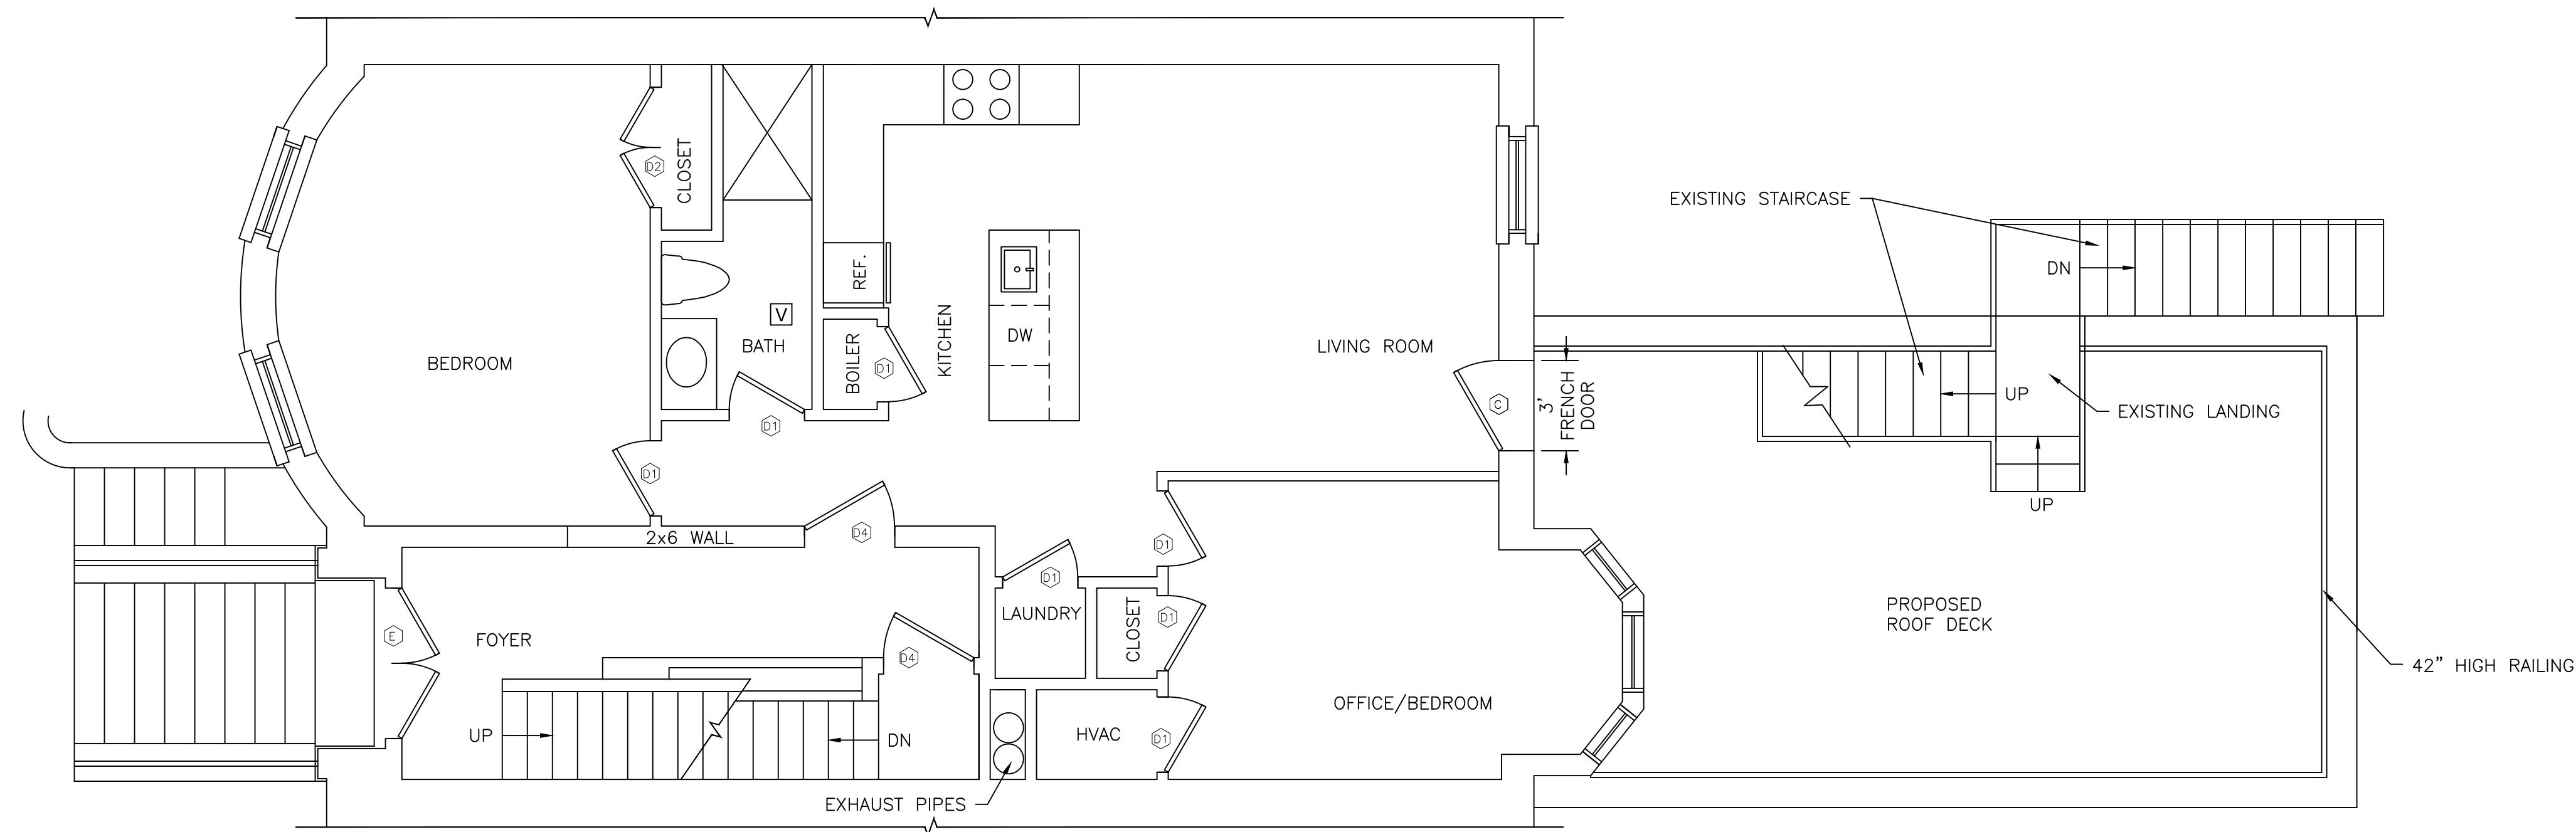 EXISTING STAIRCASE
D2
CLOSET
DN
REF.
V
BATH
BEDROOM
BOILER
D1
KITCHEN
DW
LIVING ROOM
C
3'
FRENCH
DOOR
UP
EXISTING LANDING
D1
D1
UP
2x6 WALL
D4
D1
D1
LAUNDRY
CLOSET
D1
PROPOSED
ROOF DECK
E
FOYER
D4
42" HIGH RAILING
OFFICE/BEDROOM
UP
DN
HVAC
D1
EXHAUST PIPES